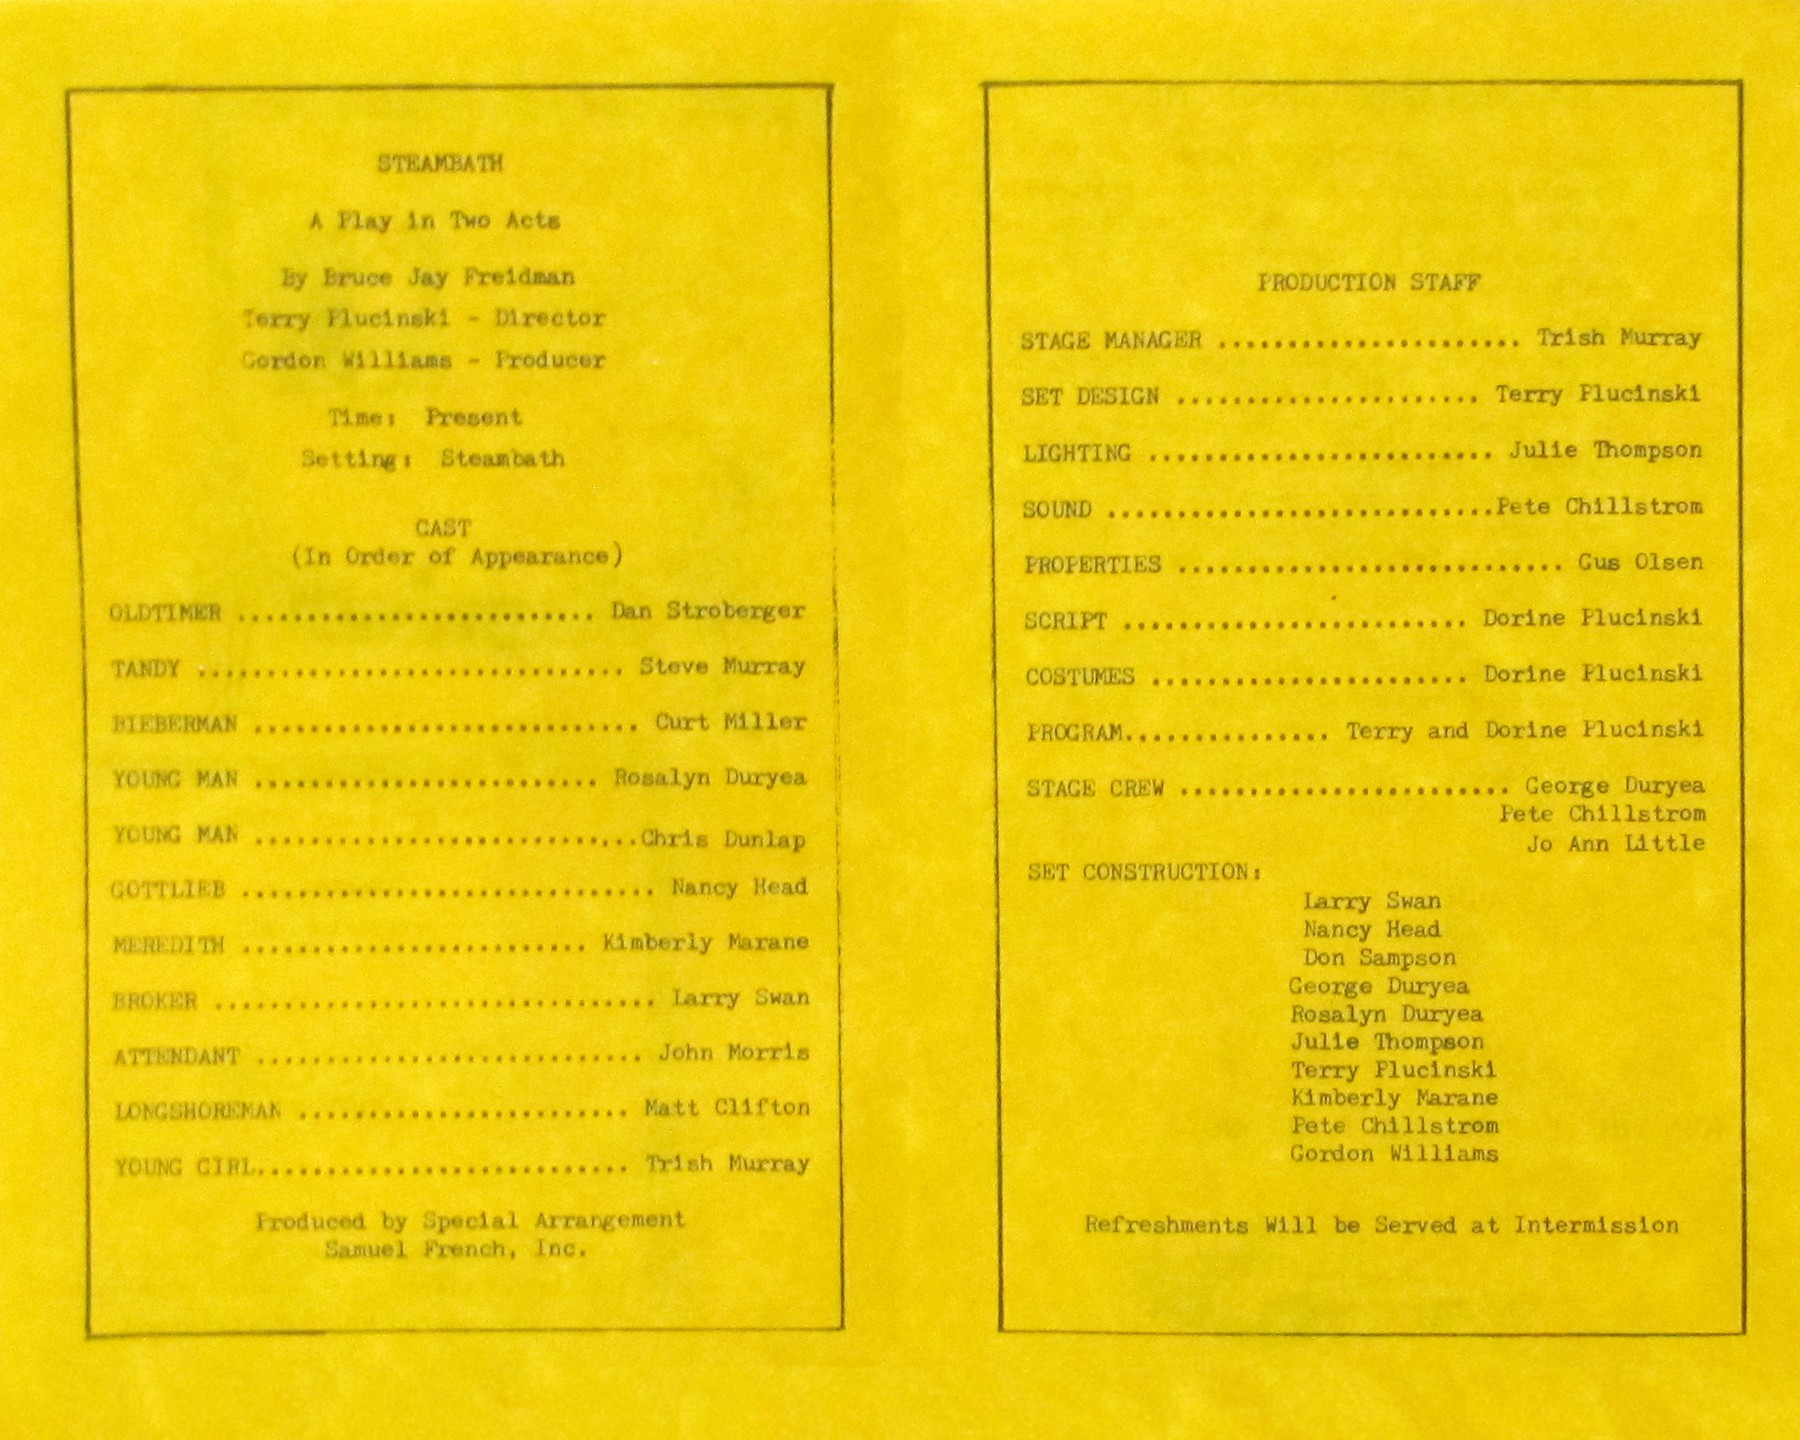 STEAMBATH
A Play in Two Acts
By Bruce Jay Freidman
Terry Plucinski - Director
Gordon Williams - Producer
Time: Present
Setting: Steambath
CAST
(In Order of Appearance)
OLDTIMER .......................... Dan Stroberger
TANDY ............................... Steve Murray
BIEBERMAN ............................ Curt Miller
YOUNG MAN ......................... Rosalyn Duryea
YOUNG MAN ............................Chris Dunlap
GOTTLIEB .............................. Nancy Head
MEREDITH ......................... Kimberly Marane
BROKER ................................ Larry Swan
ATTENDANT ............................ John Morris
LONGSHOREMAN ........................ Matt Clifton
YOUNG GIRL........................... Trish Murray
Produced by Special Arrangement
Samuel French, Inc.
PRODUCTION STAFF
STAGE MANAGER ...................... Trish Murray
SET DESIGN ...................... Terry Plucinski
LIGHTING ......................... Julie Thompson
SOUND ............................Pete Chillstrom
PROPERTIES ............................ Gus Olsen
SCRIPT ......................... Dorine Plucinski
COSTUMES ....................... Dorine Plucinski
PROGRAM............... Terry and Dorine Plucinski
STAGE CREW ........................ George Duryea
Pete Chillstrom
Jo Ann Little
SET CONSTRUCTION:
Larry Swan
Nancy Head
Don Sampson
George Duryea
Rosalyn Duryea
Julie Thompson
Terry Plucinski
Kimberly Marane
Pete Chillstrom
Gordon Williams
Refreshments Will be Served at Intermission